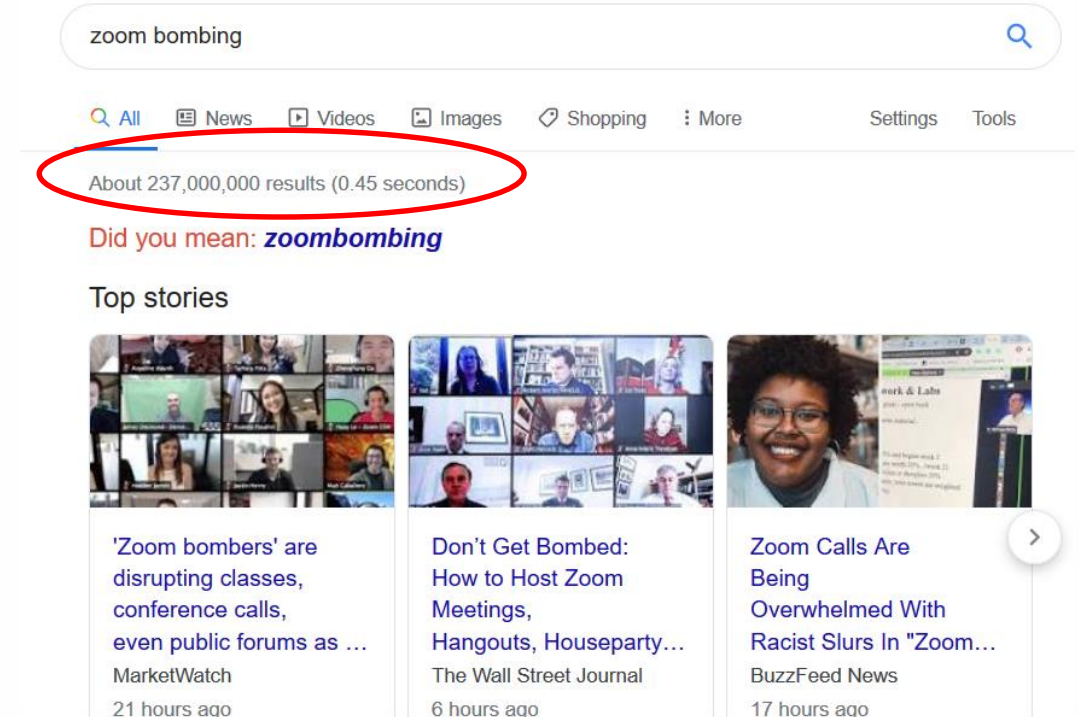 zoom bombing
All News Videos Images Shopping More Settings Tools
About 237,000,000 results (0.45 seconds)
Did you mean: zoombombing
Top stories
work & Labs
'Zoom bombers' are
disrupting classes,
conference calls,
even public forums as ...
MarketWatch
21 hours ago
Don’t Get Bombed:
How to Host Zoom
Meetings,
Hangouts, Houseparty...
The Wall Street Journal
6 hours ago
Zoom Calls Are
Being
Overwhelmed With
Racist Slurs In "Zoom...
BuzzFeed News
17 hours ago